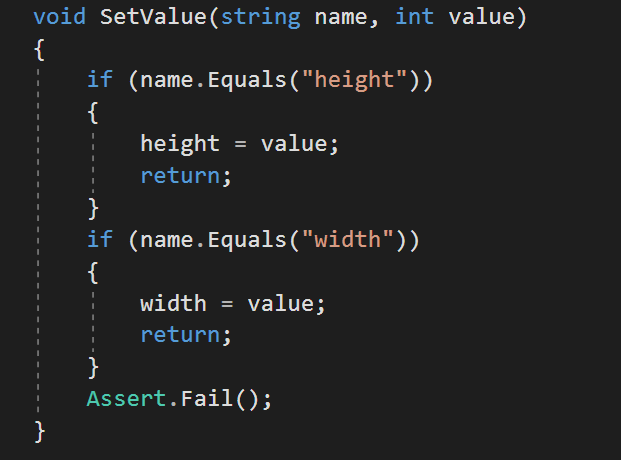 void SetValue(string name, int value)
{
if (name.Equals("height"))
{
height = value;
return;
}
if (name.Equals("width"))
{
width = value;
return;
}
Assert.Fail();
}